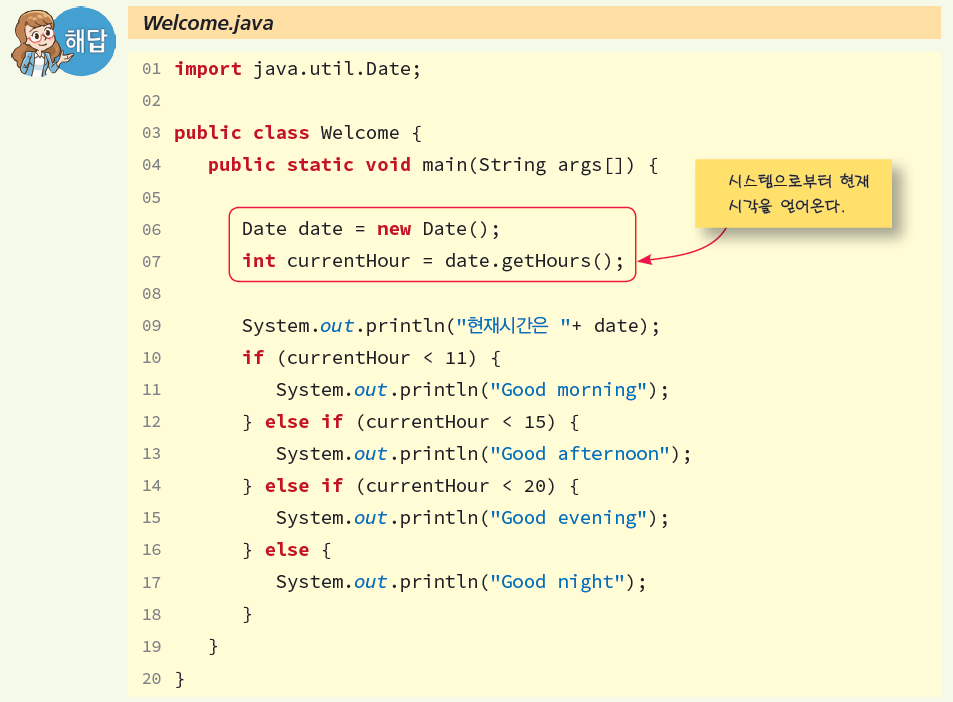 해답
Welcome.java
01 import java.util.Date;
02
03 public class Welcome {
04    public static void main(String args[]) {
05
시스템으로부터 현재
시각을 얻어온다.
06       Date date = new Date();
07       int currentHour = date.getHours();
08
09       System.out.println("현재시간은 "+ date);
10       if (currentHour < 11) {
11          System.out.println("Good morning");
12       } else if (currentHour < 15) {
13          System.out.println("Good afternoon");
14       } else if (currentHour < 20) {
15          System.out.println("Good evening");
16       } else {
17          System.out.println("Good night");
18       }
19    }
20 }